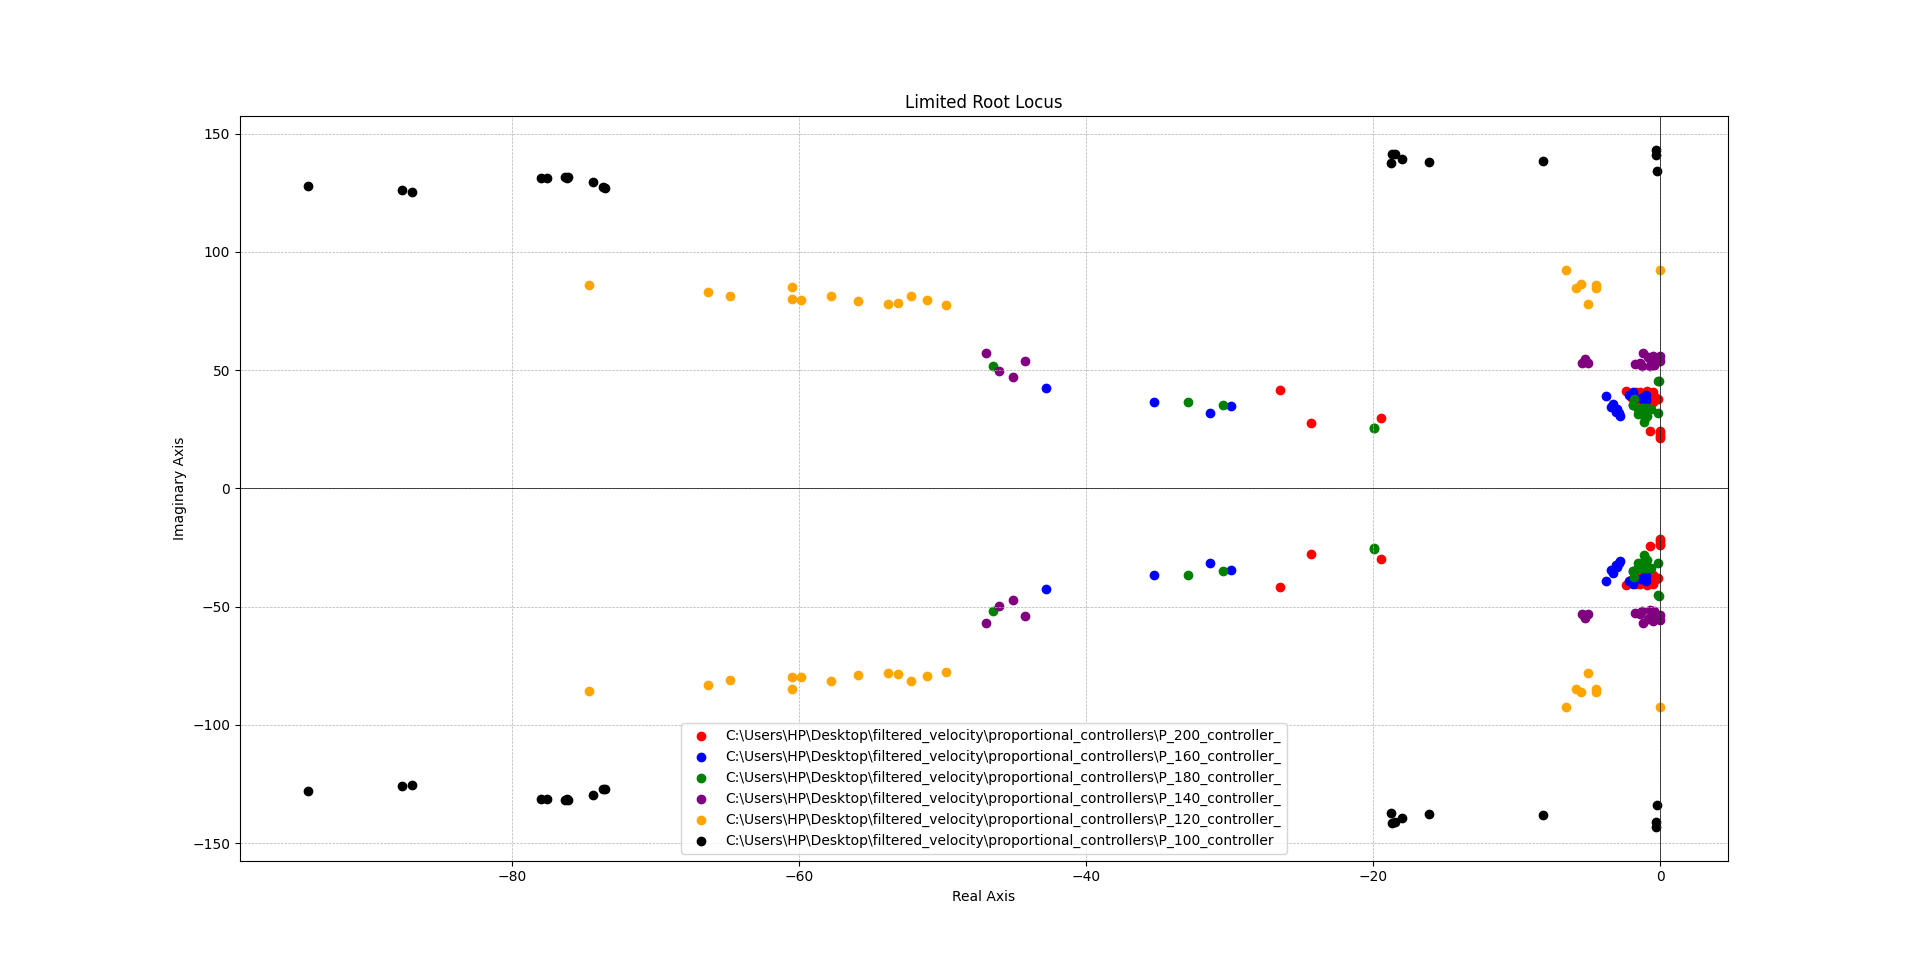 Limited Root Locus
150
100
50
0
−50
−100
−150
Imaginary Axis
−80
−60
−40
−20
0
Real Axis
C:\Users\HP\Desktop\filtered_velocity\proportional_controllers\P_200_controller_
C:\Users\HP\Desktop\filtered_velocity\proportional_controllers\P_160_controller_
C:\Users\HP\Desktop\filtered_velocity\proportional_controllers\P_180_controller_
C:\Users\HP\Desktop\filtered_velocity\proportional_controllers\P_140_controller_
C:\Users\HP\Desktop\filtered_velocity\proportional_controllers\P_120_controller_
C:\Users\HP\Desktop\filtered_velocity\proportional_controllers\P_100_controller